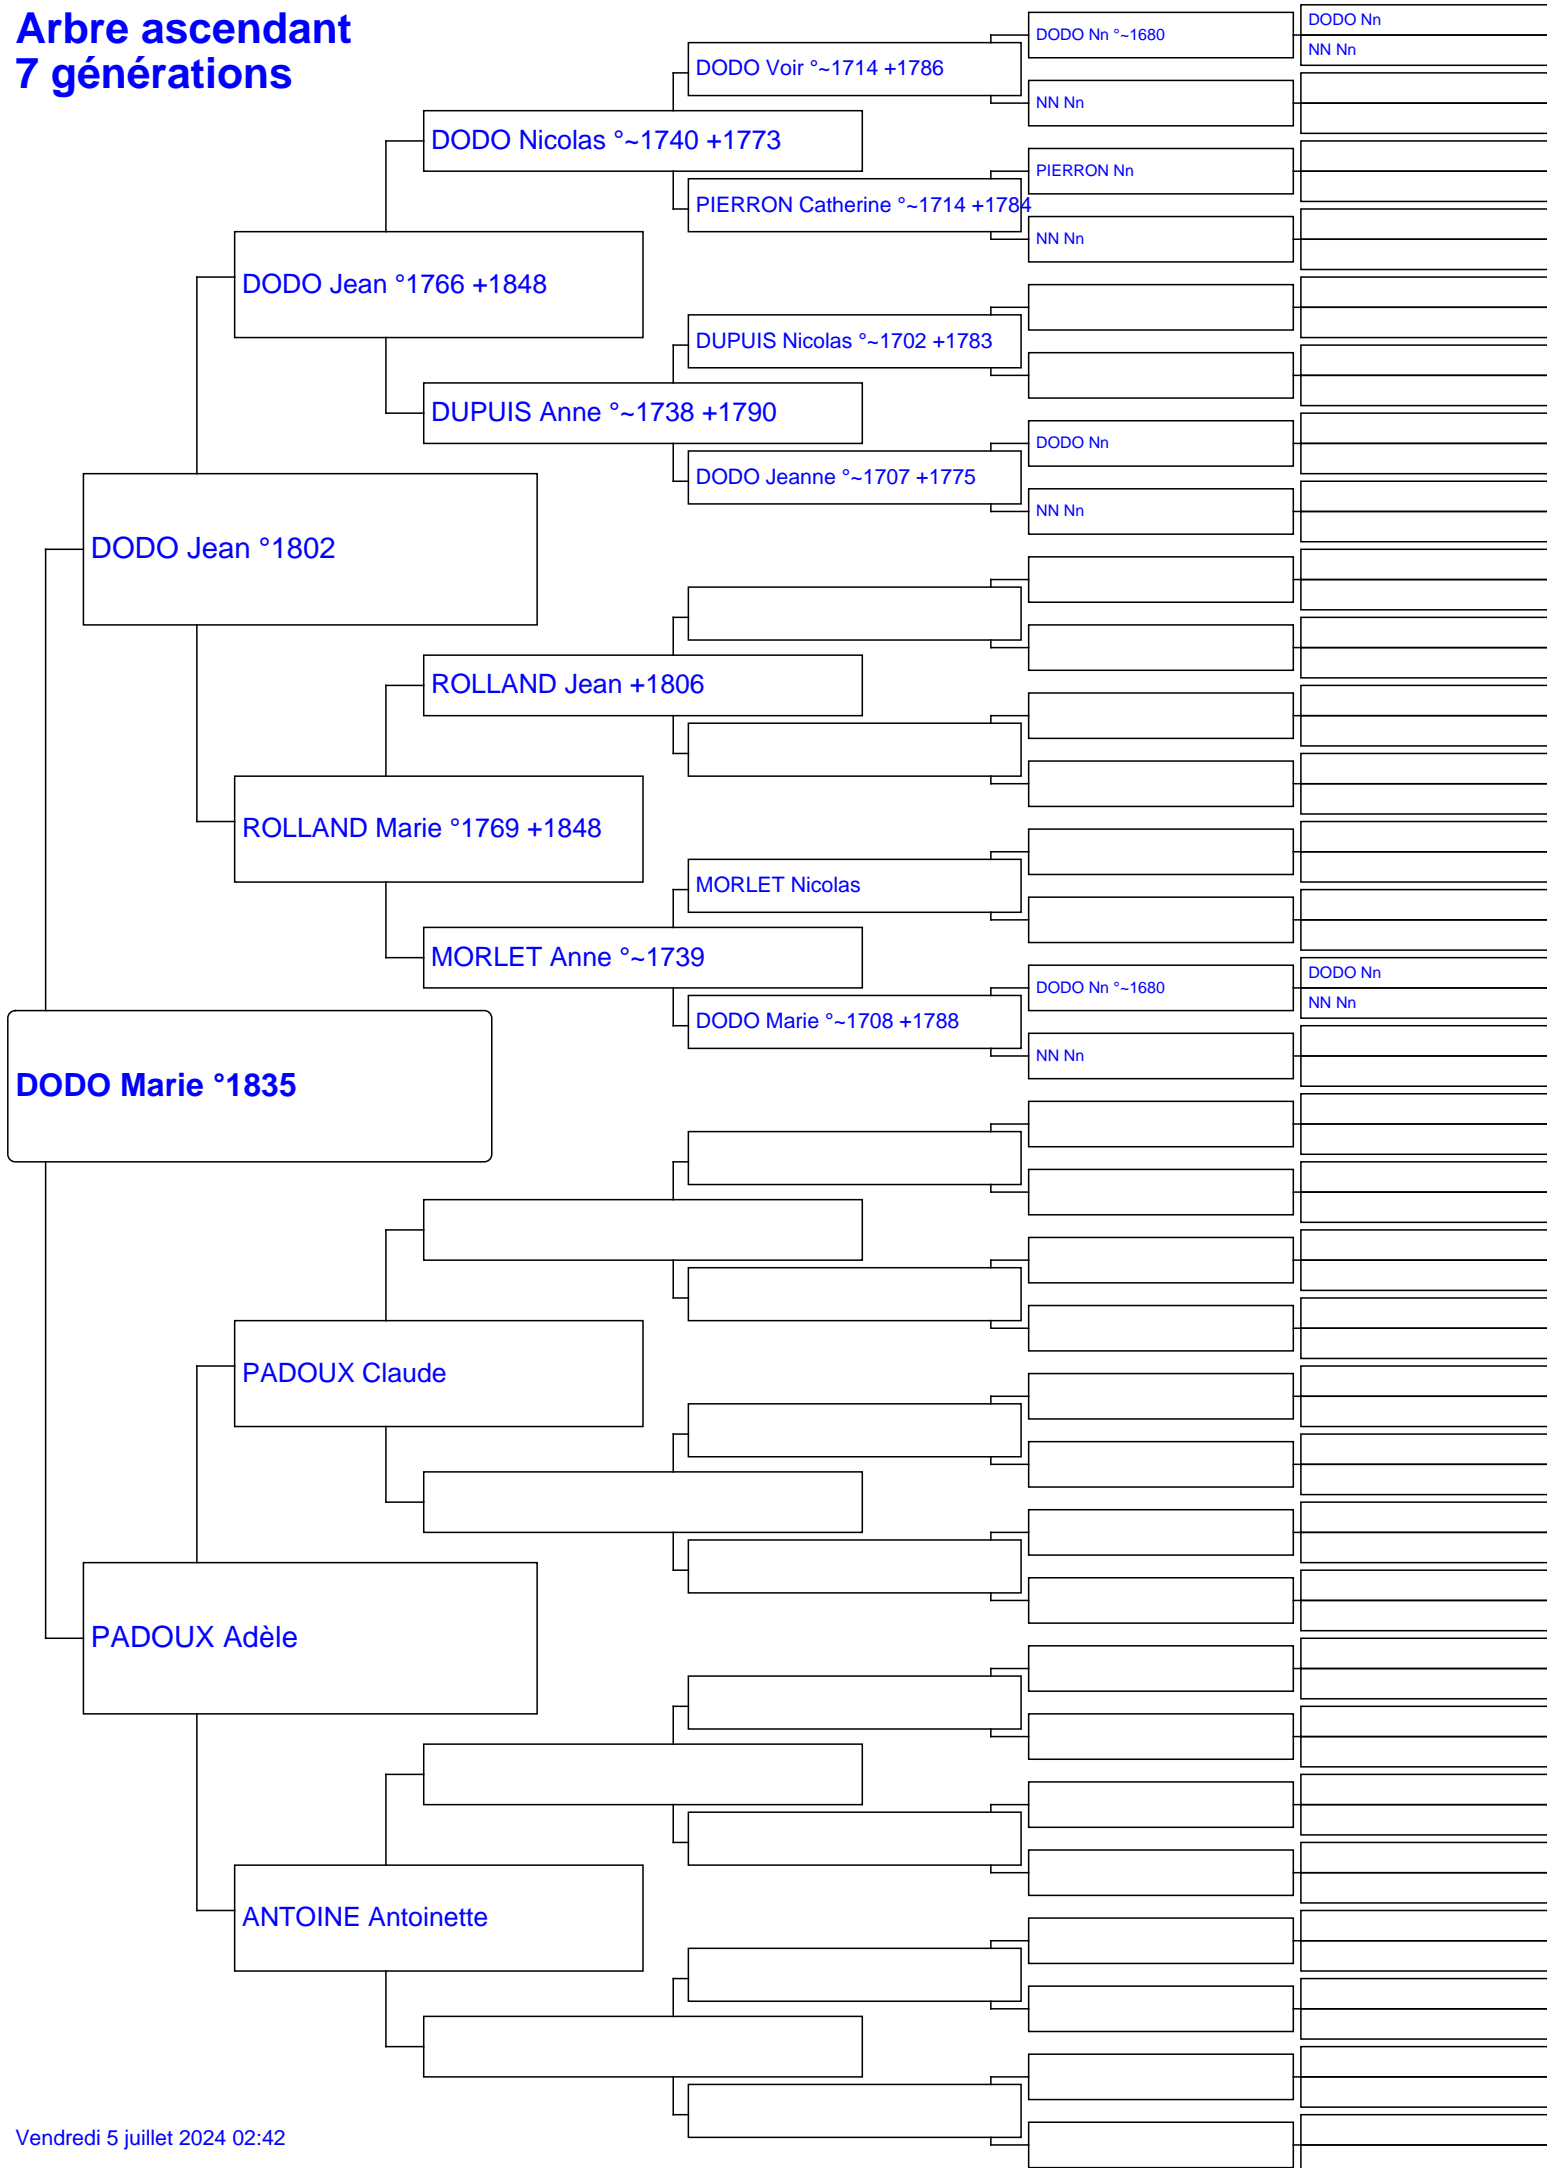 Arbre ascendant
7 générations
DODO Nn
DODO Nn °~1680
NN Nn
DODO Voir °~1714 +1786
NN Nn
DODO Nicolas °~1740 +1773
PIERRON Nn
PIERRON Catherine °~1714 +1784
NN Nn
DODO Jean °1766 +1848
DUPUIS Nicolas °~1702 +1783
DUPUIS Anne °~1738 +1790
DODO Nn
DODO Jeanne °~1707 +1775
NN Nn
DODO Jean °1802
ROLLAND Jean +1806
ROLLAND Marie °1769 +1848
MORLET Nicolas
MORLET Anne °~1739
DODO Nn
DODO Nn °~1680
NN Nn
DODO Marie °~1708 +1788
NN Nn
DODO Marie °1835
PADOUX Claude
PADOUX Adèle
ANTOINE Antoinette
Vendredi 5 juillet 2024 02:42